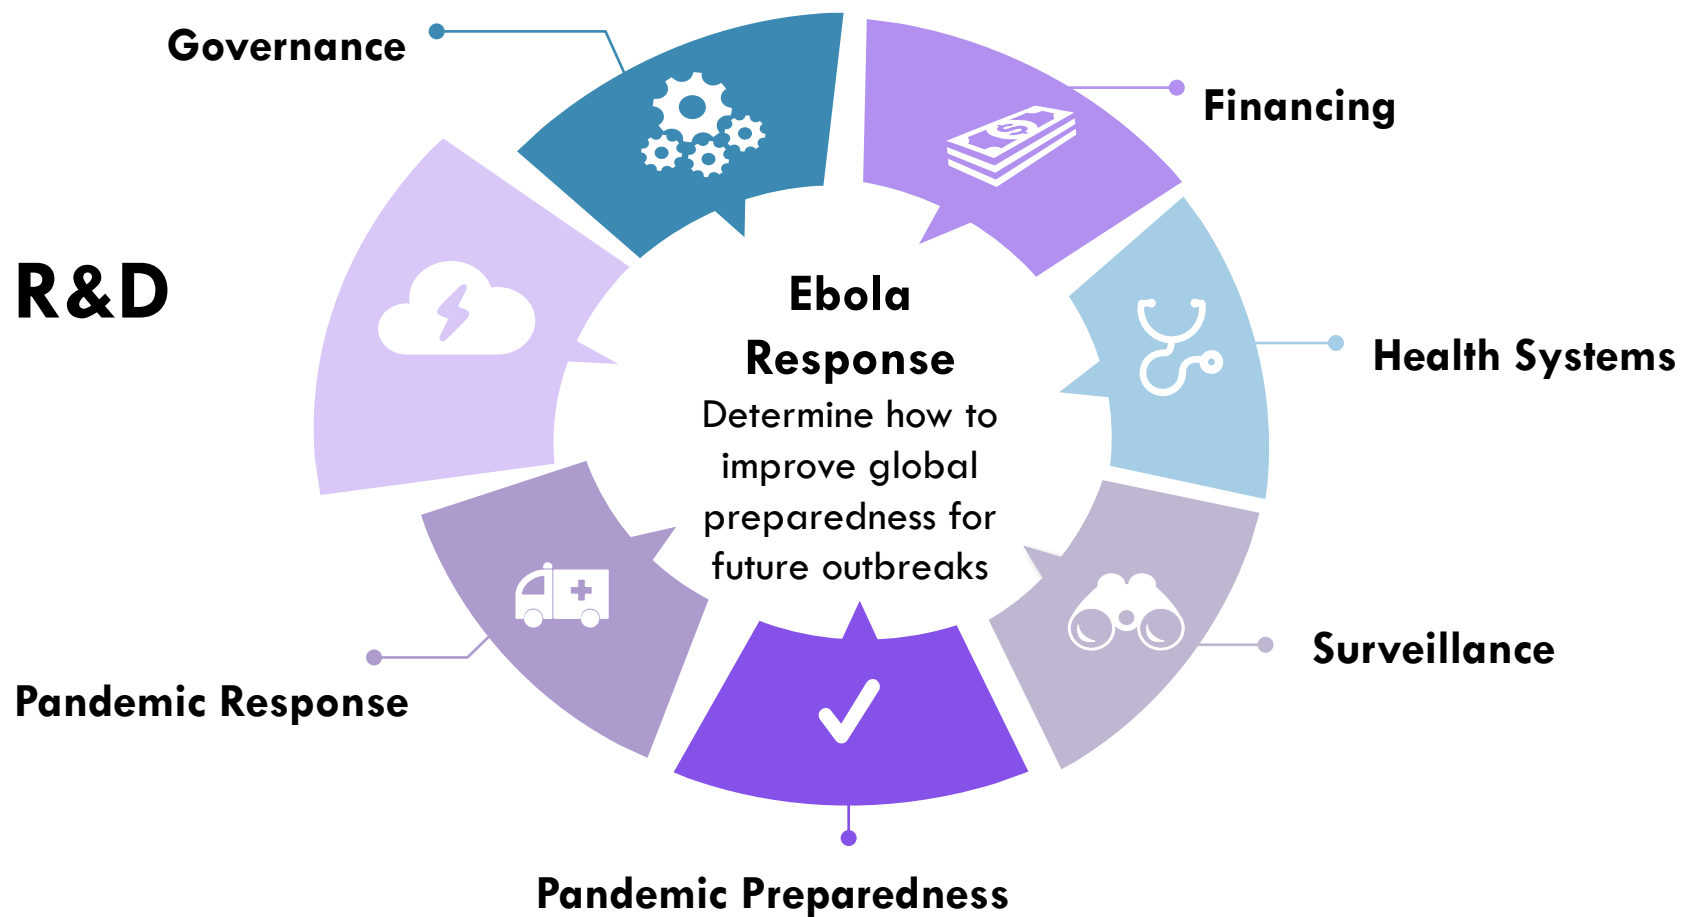 Governance
Financing
R&D
Ebola
Response
Determine how to
improve global
preparedness for
future outbreaks
Health Systems
Surveillance
Pandemic Response
Pandemic Preparedness